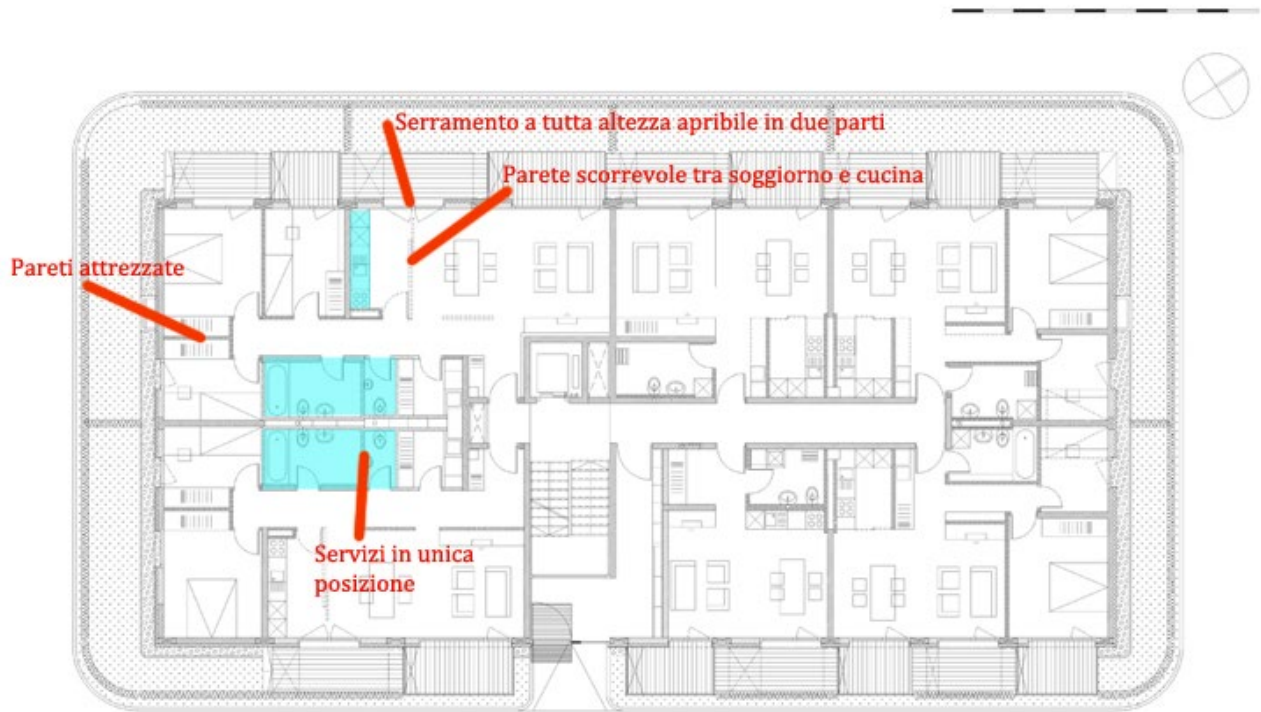 Serramento a tutta altezza apribile in due parti
Parete scorrevole tra soggiorno e cucina
Pareti attrezzate
Servizi in unica
posizione